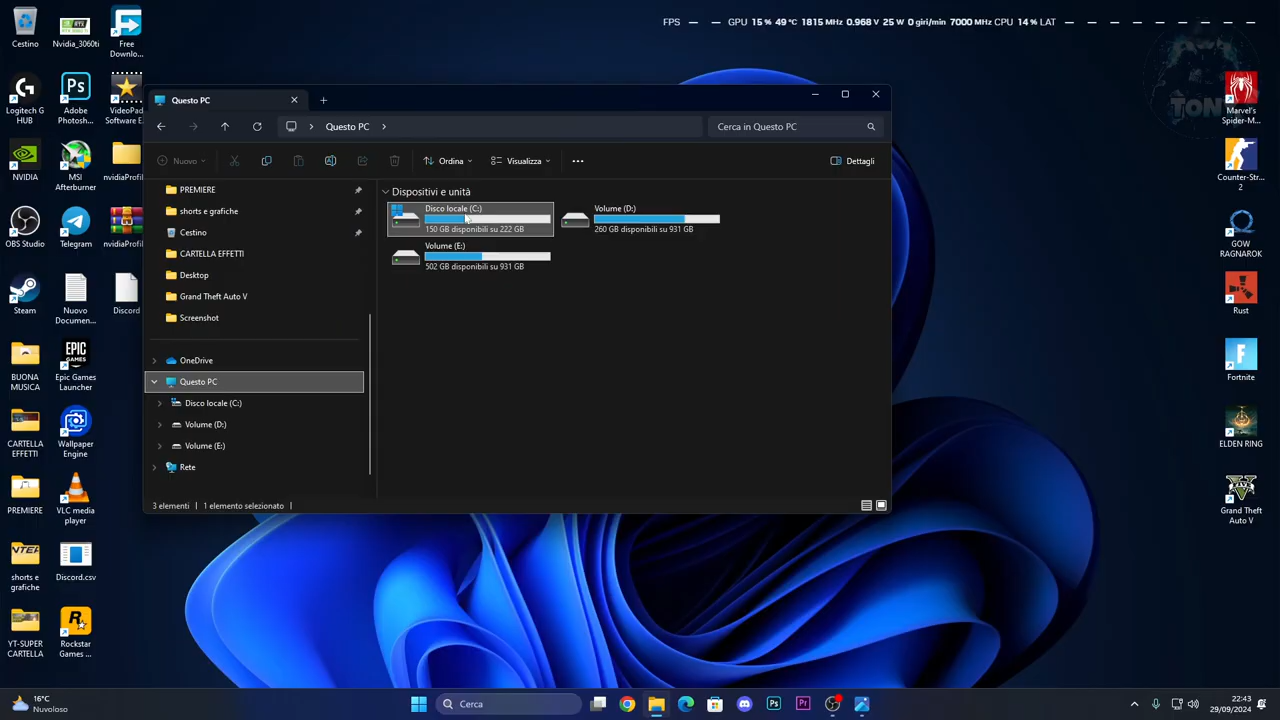 FPS — — GPU 15 % 49 °C 1815 MHz 0.968 V 25 W 0 giri/min 7000 MHz CPU 14 % LAT — — — — — — — —
Cestino
Nvidia_3060ti
Free Downlo...
Logitech G HUB
Adobe Photosh...
VideoPad Software E...
NVIDIA
MSI Afterburner
nvidiaProfi
OBS Studio
Telegram
nvidiaProfi
Steam
Nuovo Documen...
Discord
BUONA MUSICA
Epic Games Launcher
CARTELLA EFFETTI
Wallpaper Engine
PREMIERE
VLC media player
shorts e grafiche
Discord.csv
YT-SUPER CARTELLA
Rockstar Games ...
Questo PC
Questo PC
Cerca in Questo PC
Nuovo
Ordina
Visualizza
Dettagli
PREMIERE
shorts e grafiche
Cestino
CARTELLA EFFETTI
Desktop
Grand Theft Auto V
Screenshot
OneDrive
Questo PC
Disco locale (C:)
Volume (D:)
Volume (E:)
Rete
Dispositivi e unità
Disco locale (C:)
150 GB disponibili su 222 GB
Volume (D:)
260 GB disponibili su 931 GB
Volume (E:)
502 GB disponibili su 931 GB
3 elementi
1 elemento selezionato
TON
Marvel's Spider-M...
Counter-Str... 2
GOW RAGNAROK
Rust
Fortnite
ELDEN RING
Grand Theft Auto V
16°C
Nuvoloso
Cerca
22:43
29/09/2024